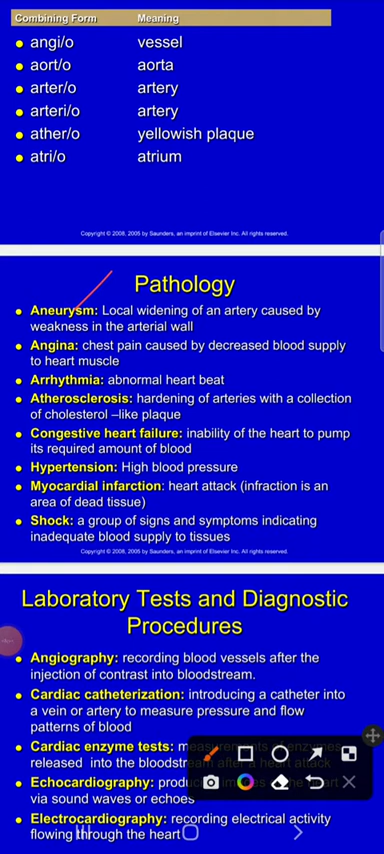 Combining Form Meaning
angi/o vessel
aort/o aorta
arter/o artery
arteri/o artery
ather/o yellowish plaque
atri/o atrium
Copyright © 2008, 2005 by Saunders, an imprint of Elsevier Inc. All rights reserved.
Pathology
Aneurysm: Local widening of an artery caused by
weakness in the arterial wall
Angina: chest pain caused by decreased blood supply
to heart muscle
Arrhythmia: abnormal heart beat
Atherosclerosis: hardening of arteries with a collection
of cholesterol –like plaque
Congestive heart failure: inability of the heart to pump
its required amount of blood
Hypertension: High blood pressure
Myocardial infarction: heart attack (infraction is an
area of dead tissue)
Shock: a group of signs and symptoms indicating
inadequate blood supply to tissues
Copyright © 2008, 2005 by Saunders, an imprint of Elsevier Inc. All rights reserved.
Laboratory Tests and Diagnostic
Procedures
Angiography: recording blood vessels after the
injection of contrast into bloodstream.
Cardiac catheterization: introducing a catheter into
a vein or artery to measure pressure and flow
patterns of blood
Cardiac enzyme tests: measurements of enzymes
released into the bloodstream after a heart attack
Echocardiography: heart
via sound waves or echoes
Electrocardiography: recording electrical activity
flowing through the heart